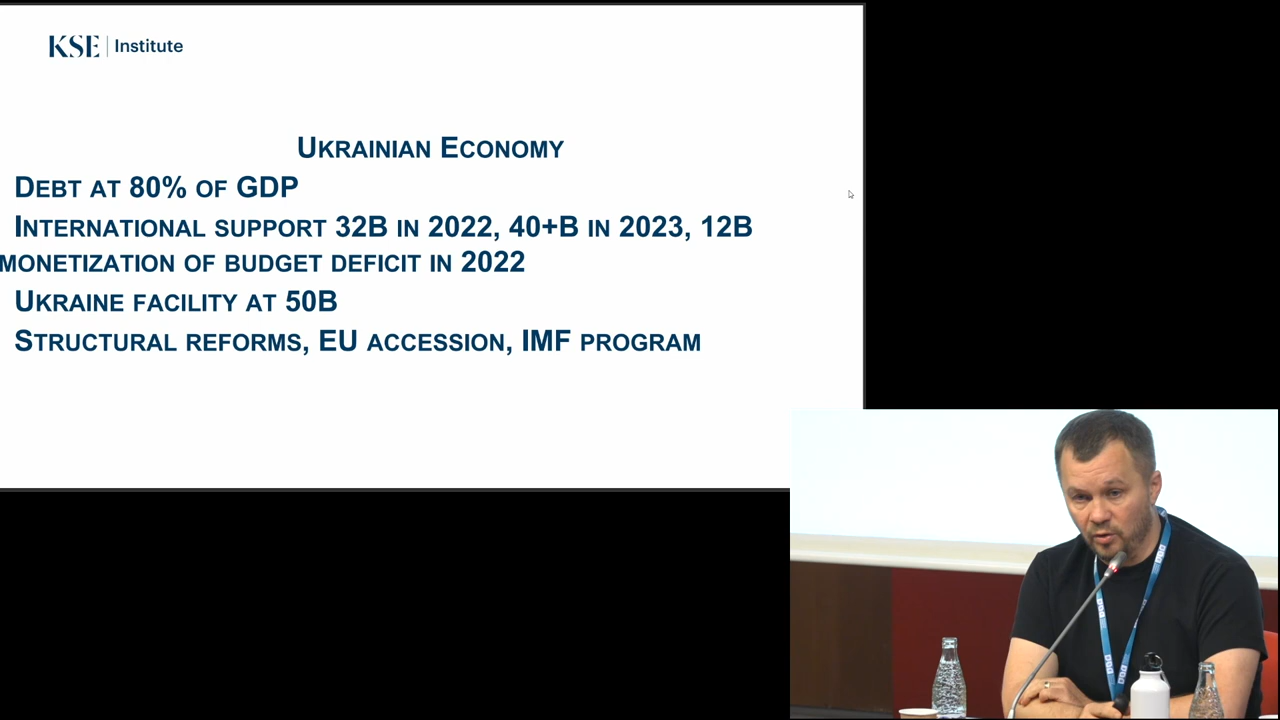 KSE Institute
UKRAINIAN ECONOMY
DEBT AT 80% OF GDP
INTERNATIONAL SUPPORT 32B IN 2022, 40+B IN 2023, 12B
MONETIZATION OF BUDGET DEFICIT IN 2022
UKRAINE FACILITY AT 50B
STRUCTURAL REFORMS, EU ACCESSION, IMF PROGRAM